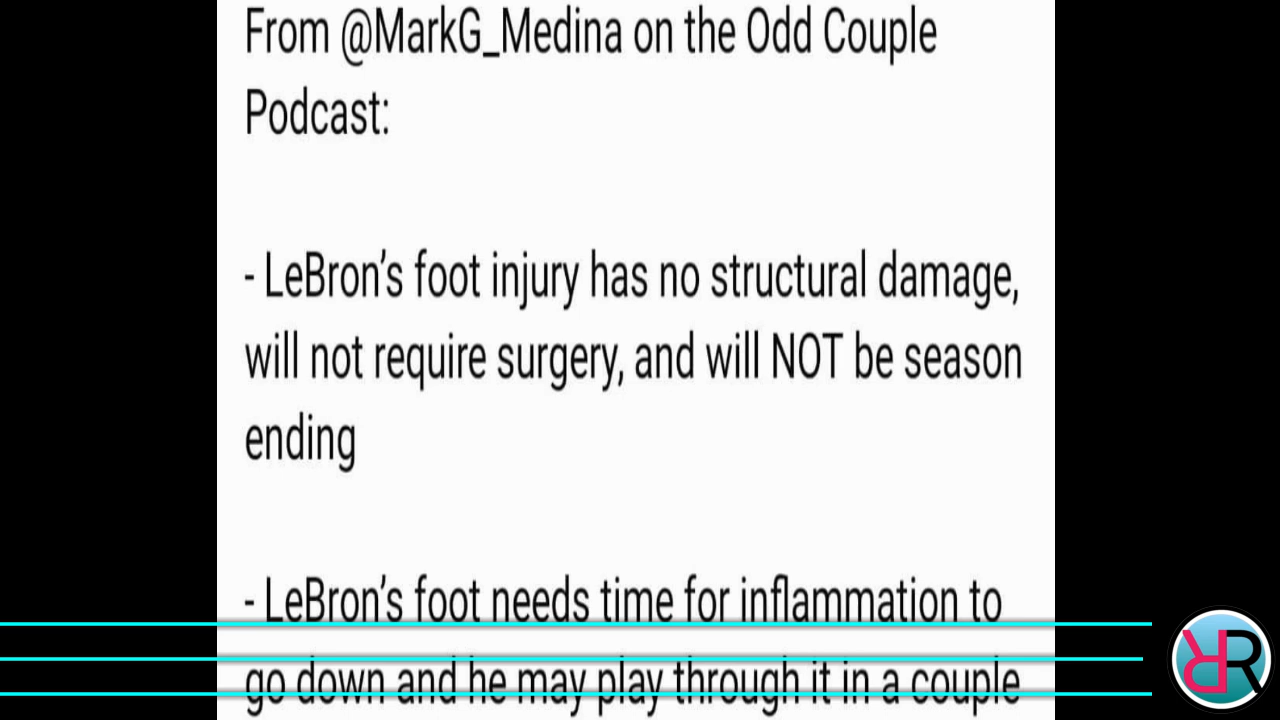 From @MarkG_Medina on the Odd Couple
Podcast:
- LeBron’s foot injury has no structural damage,
will not require surgery, and will NOT be season
ending
- LeBron’s foot needs time for inflammation to
go down and he may play through it in a couple
RR